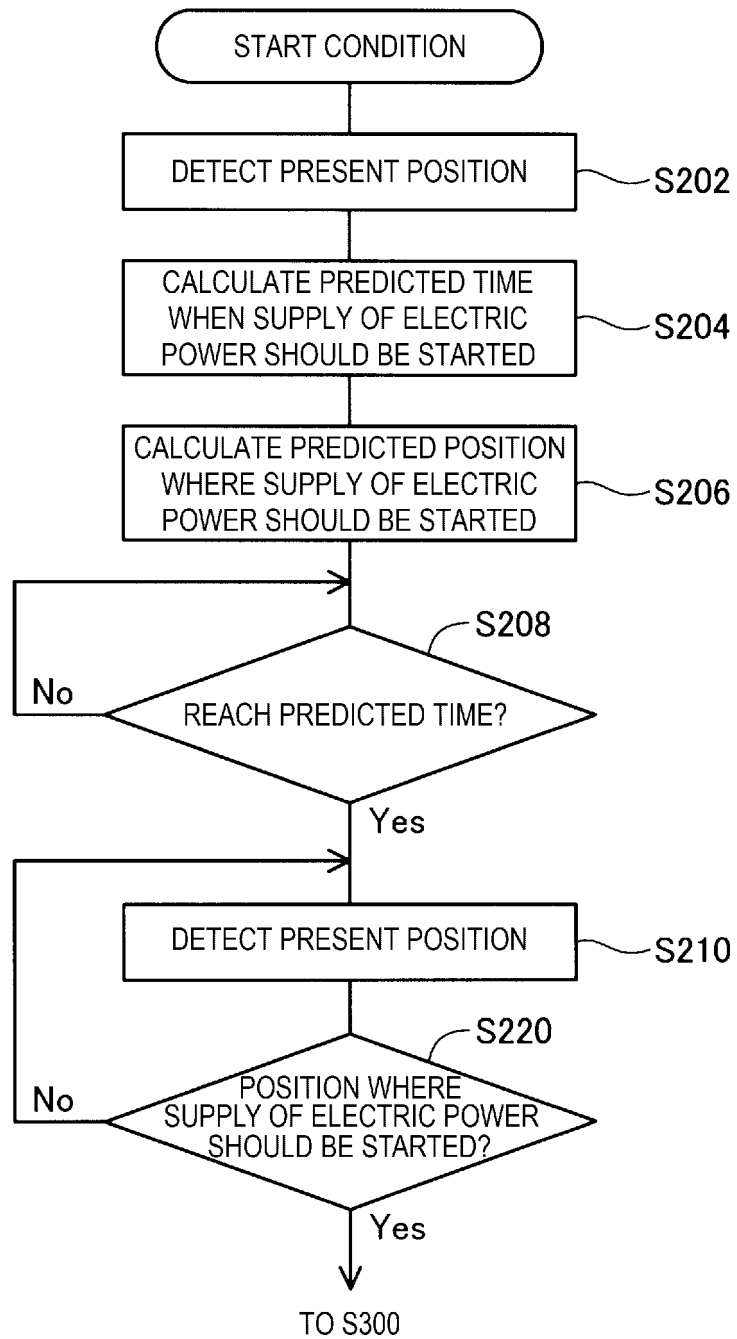 START CONDITION
DETECT PRESENT POSITION
S202
CALCULATE PREDICTED TIME
WHEN SUPPLY OF ELECTRIC
POWER SHOULD BE STARTED
S204
CALCULATE PREDICTED POSITION
WHERE SUPPLY OF ELECTRIC
POWER SHOULD BE STARTED
S206
S208
No
REACH PREDICTED TIME?
Yes
DETECT PRESENT POSITION
S210
S220
No
POSITION WHERE
SUPPLY OF ELECTRIC POWER
SHOULD BE STARTED?
Yes
TO S300